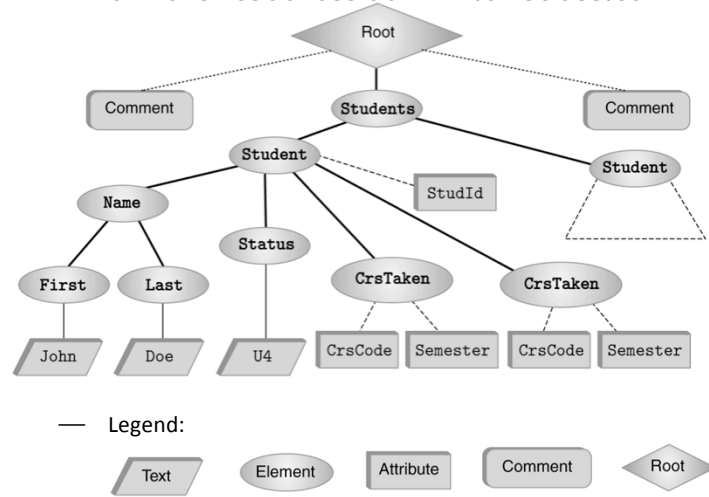 Root
Comment
Students
Comment
Student
Student
StudId
Name
Status
First
Last
CrsTaken
CrsTaken
John
Doe
U4
CrsCode
Semester
CrsCode
Semester
— Legend:
Text
Element
Attribute
Comment
Root